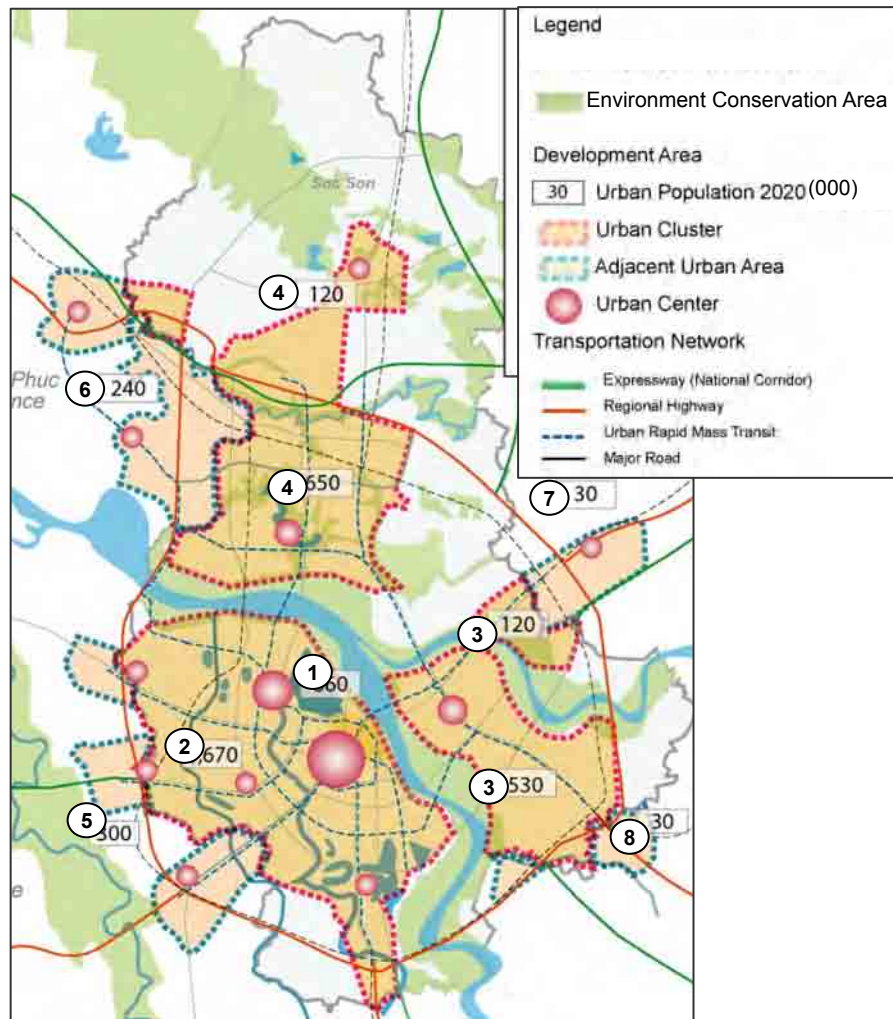 Legend
Environment Conservation Area
Development Area
30 Urban Population 2020 (000)
Urban Cluster
Adjacent Urban Area
Urban Center
Transportation Network
Expressway (National Corridor)
Regional Highway
Urban Rapid Mass Transit
Major Road
Soc Son
4 120
Phuc
6 240
nce
4 650
7 30
3 120
1
2 ,670
3 530
5 300
8 30
e